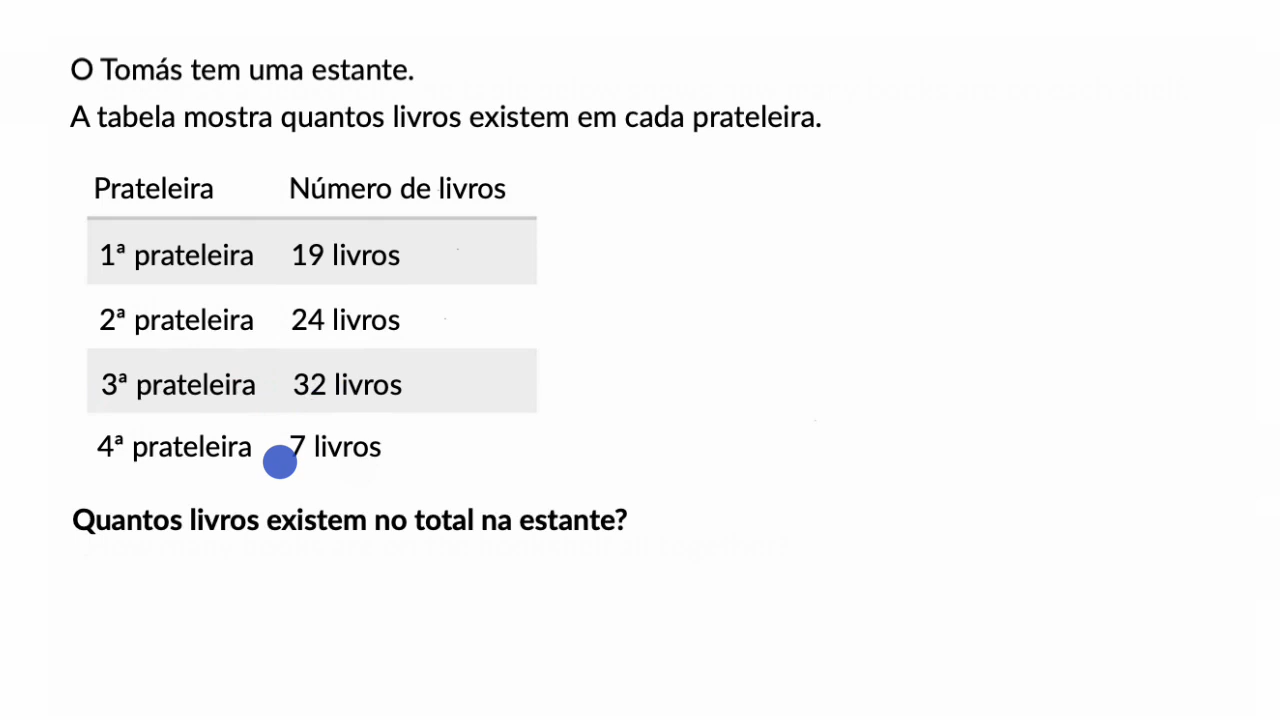 O Tomás tem uma estante.
A tabela mostra quantos livros existem em cada prateleira.
Prateleira Número de livros
1ª prateleira 19 livros
2ª prateleira 24 livros
3ª prateleira 32 livros
4ª prateleira 7 livros
Quantos livros existem no total na estante?